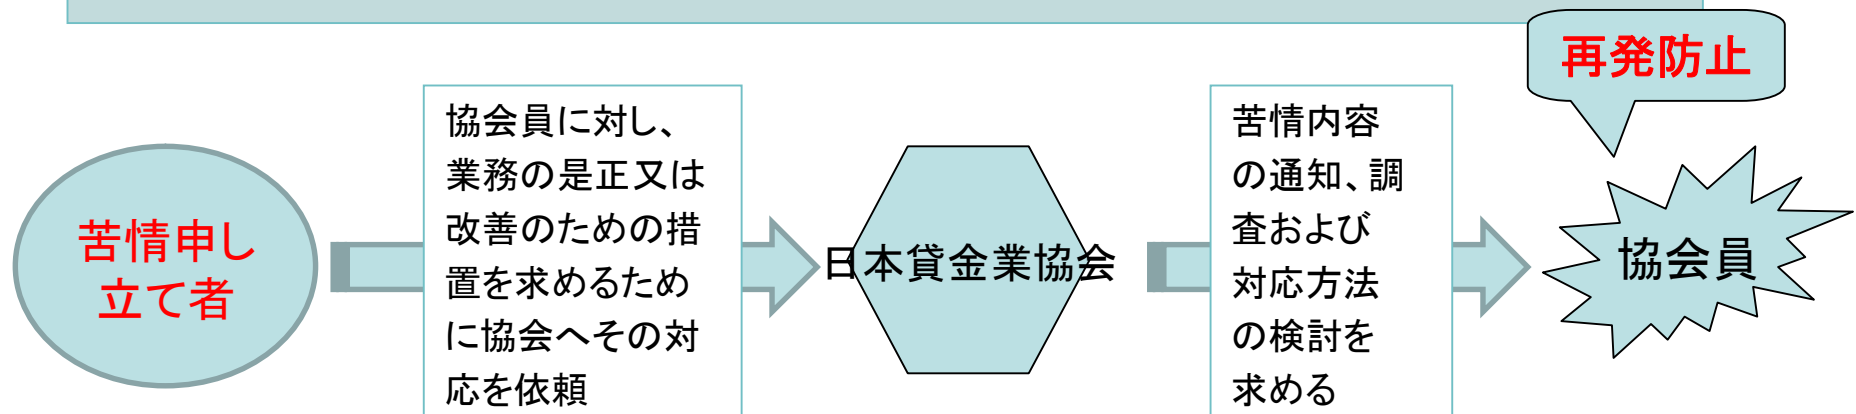 再発防止
苦情申し
立て者
協会員に対し、
業務の是正又は
改善のための措
置を求めるため
に協会へその対
応を依頼
日本貸金業協会
苦情内容
の通知、調
査および
対応方法
の検討を
求める
協会員